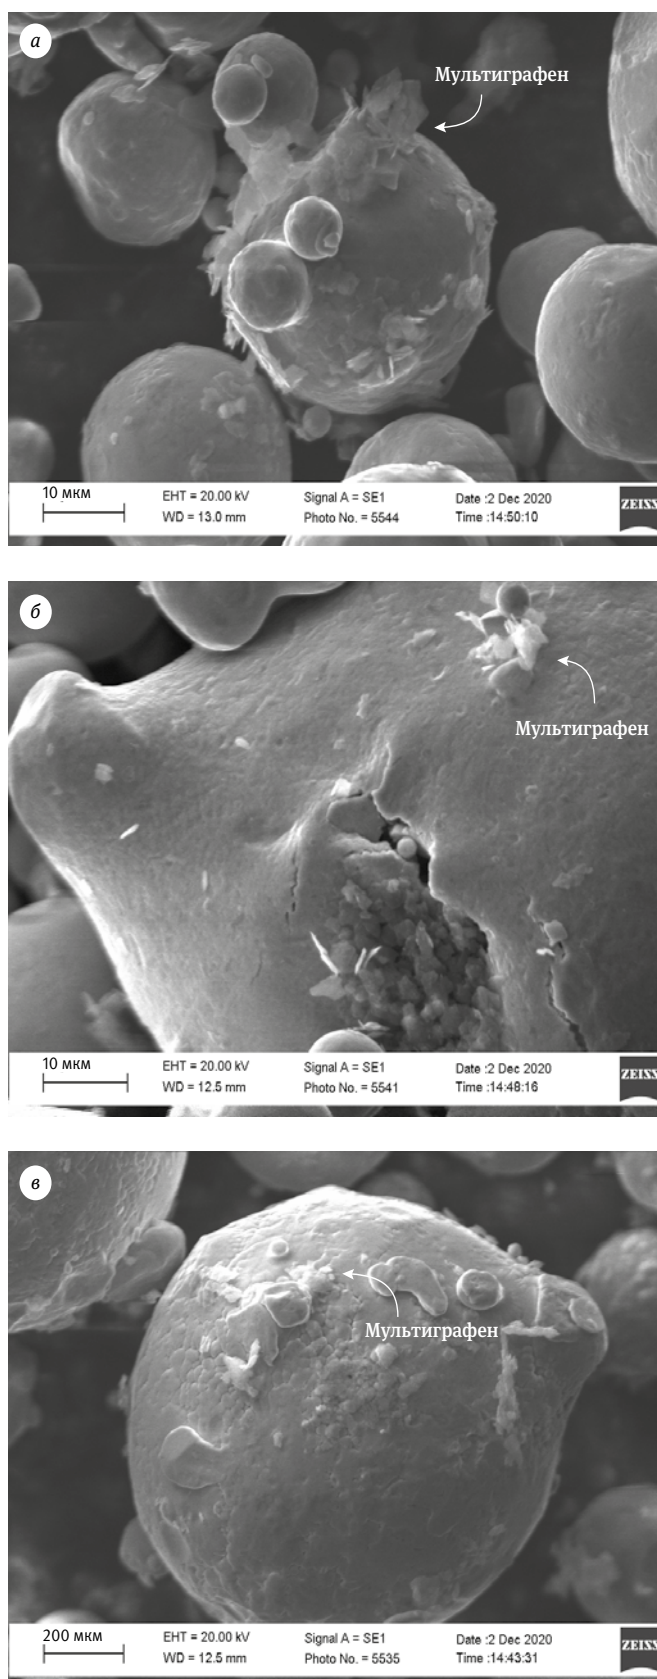 а
Мультиграфен
10 мкм
EHT = 20.00 kV
Signal A = SE1
Date :2 Dec 2020
WD = 13.0 mm
Photo No. = 5544
Time :14:50:10
ZEISS
б
Мультиграфен
10 мкм
EHT = 20.00 kV
Signal A = SE1
Date :2 Dec 2020
WD = 12.5 mm
Photo No. = 5541
Time :14:48:16
ZEISS
в
Мультиграфен
200 мкм
EHT = 20.00 kV
Signal A = SE1
Date :2 Dec 2020
WD = 12.5 mm
Photo No. = 5535
Time :14:43:31
ZEISS